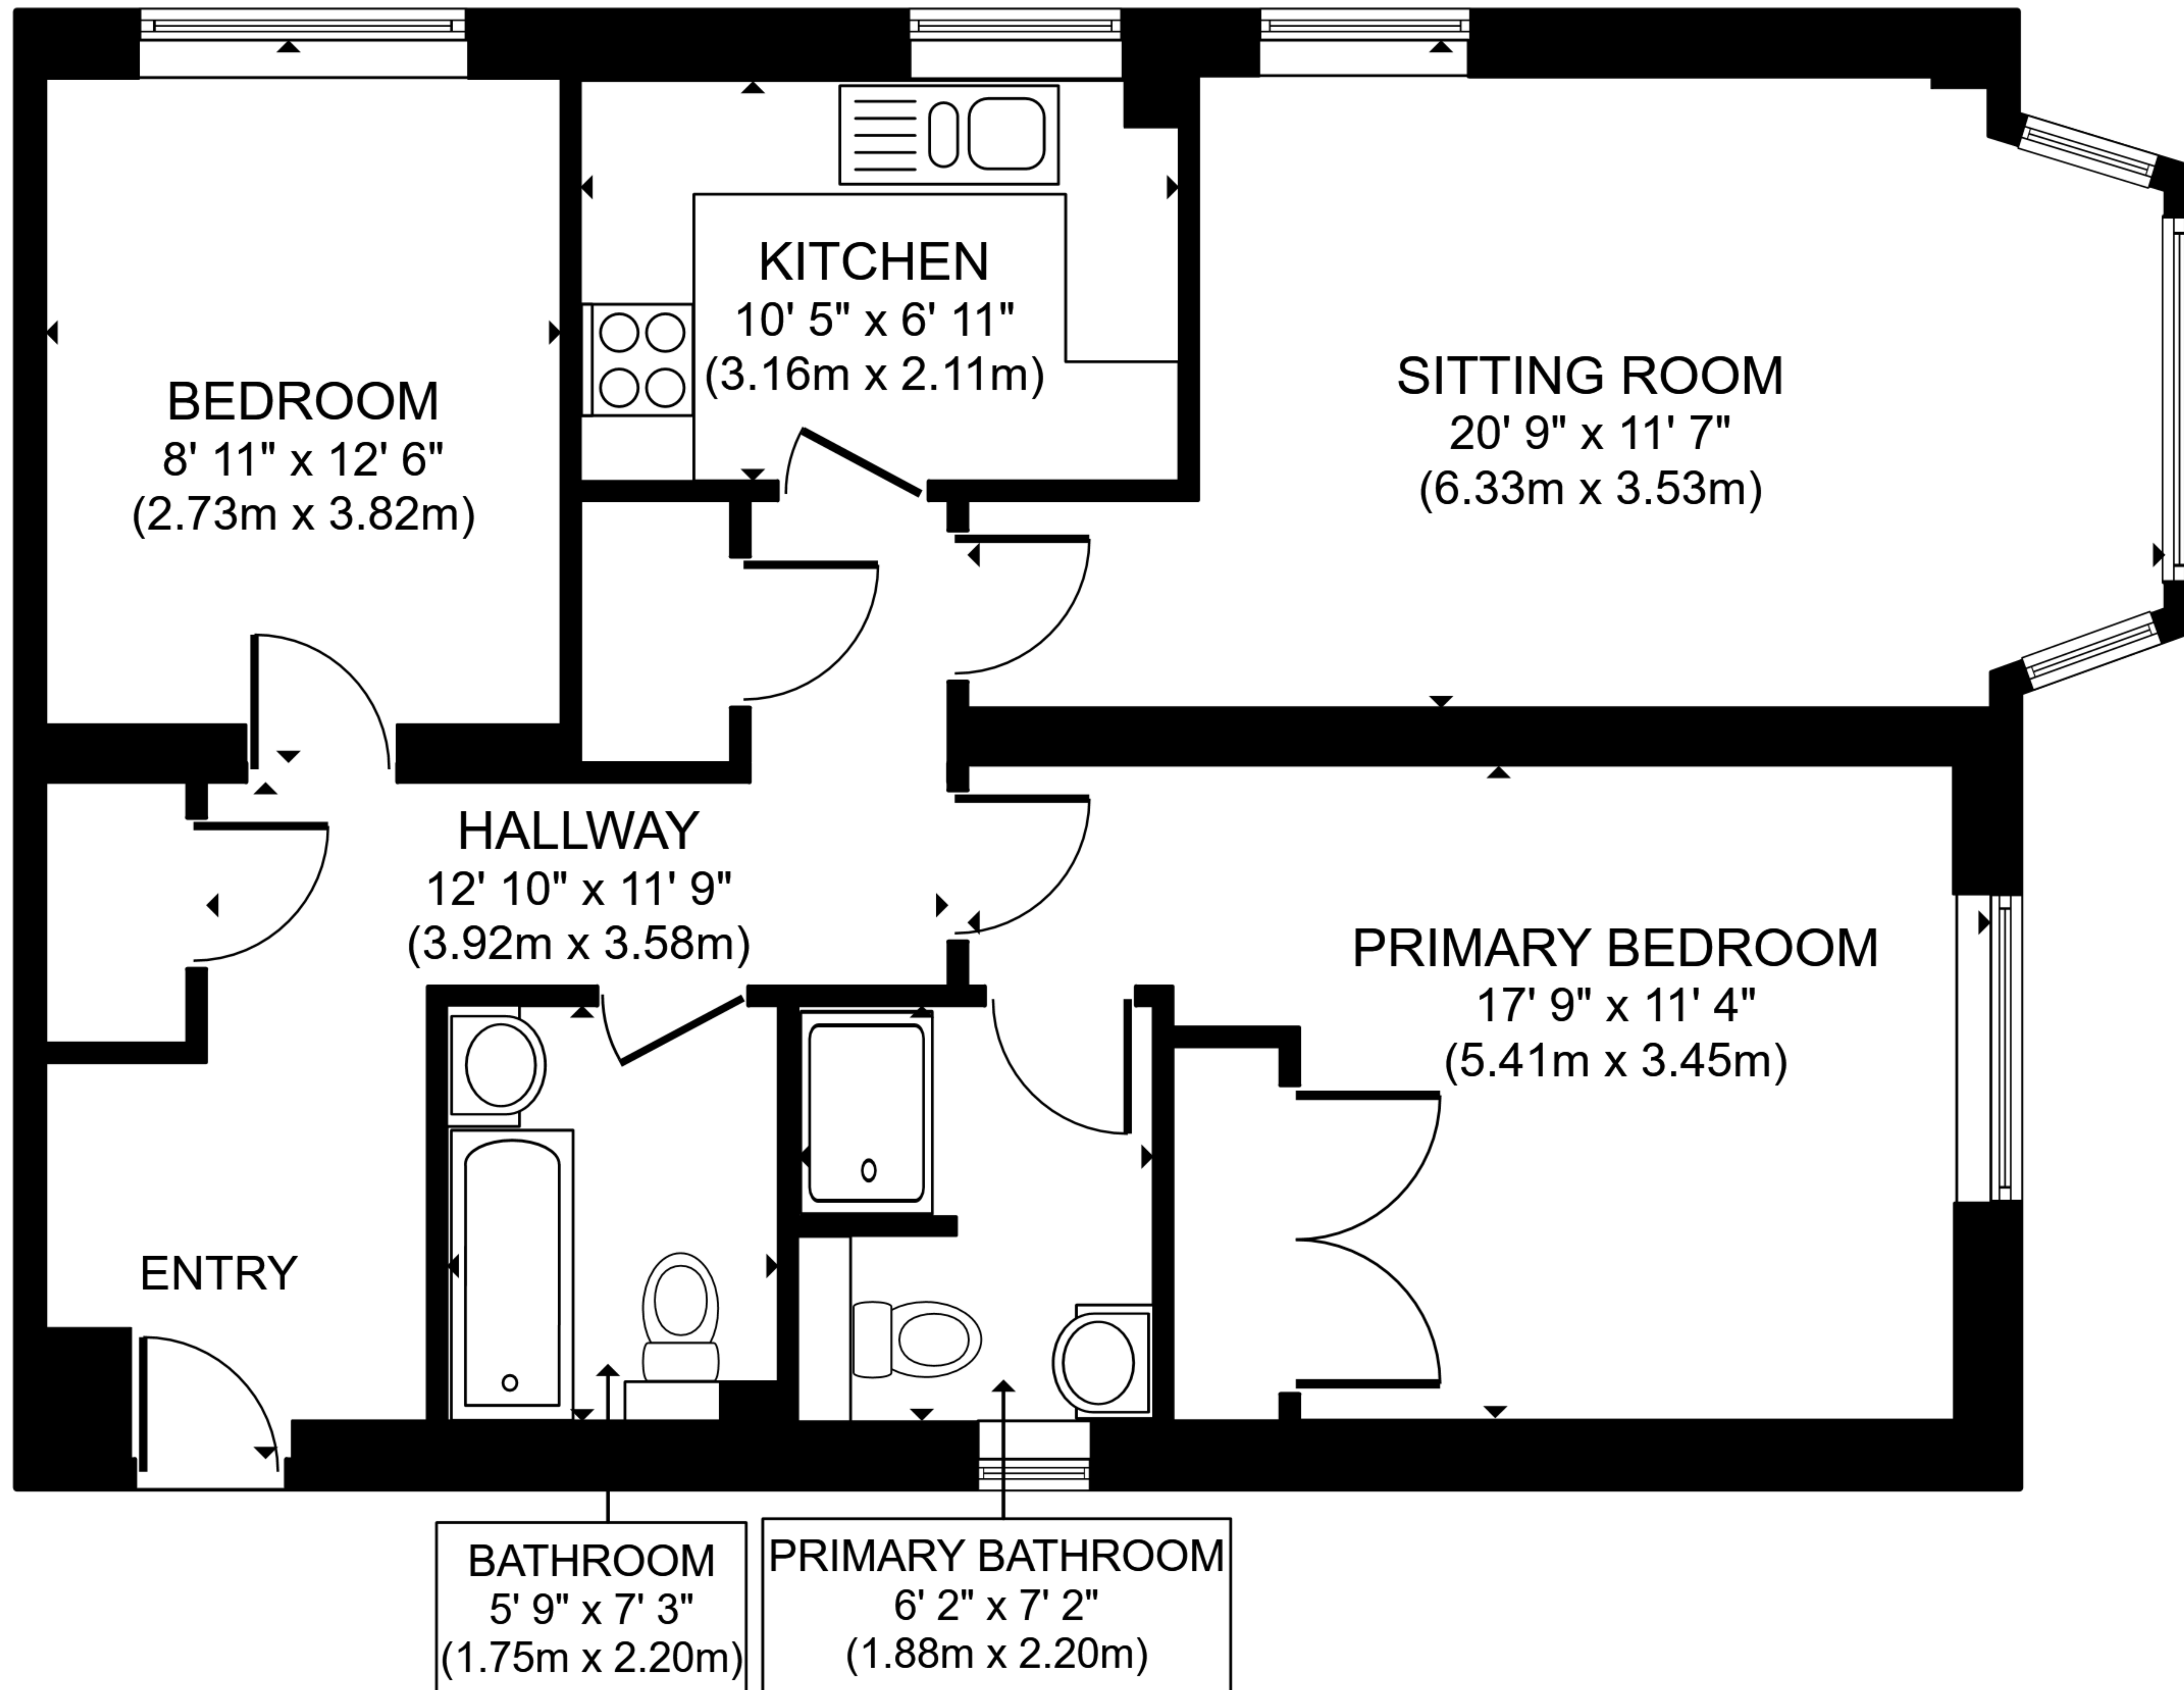 KITCHEN
10' 5" x 6' 11"
(3.16m x 2.11m)
BEDROOM
8' 11" x 12' 6"
(2.73m x 3.82m)
SITTING ROOM
20' 9" x 11' 7"
(6.33m x 3.53m)
HALLWAY
12' 10" x 11' 9"
(3.92m x 3.58m)
PRIMARY BEDROOM
17' 9" x 11' 4"
(5.41m x 3.45m)
ENTRY
BATHROOM
5' 9" x 7' 3"
(1.75m x 2.20m)
PRIMARY BATHROOM
6' 2" x 7' 2"
(1.88m x 2.20m)